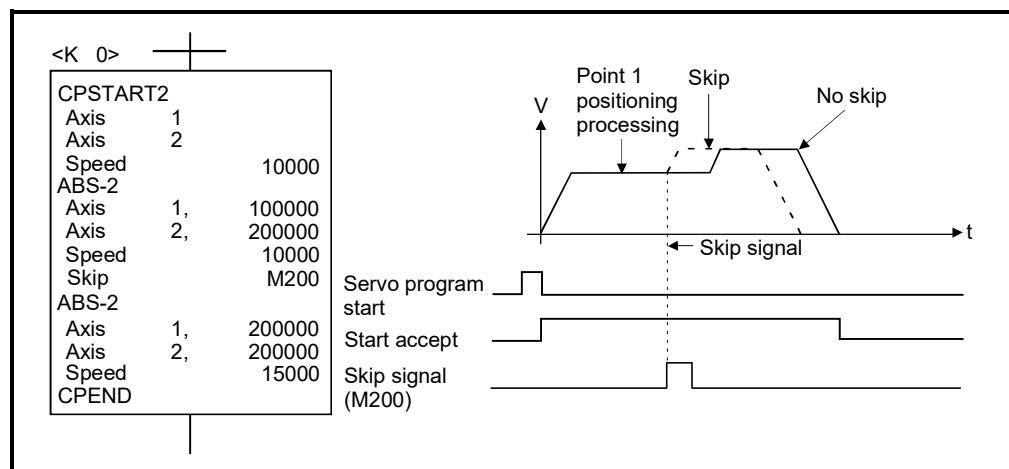 <K 0>
CPSTART2
Axis 1
Axis 2
Speed 10000
ABS-2
Axis 1, 100000
Axis 2, 200000
Speed 10000
Skip M200
ABS-2
Axis 1, 200000
Axis 2, 200000
Speed 15000
CPEND
V
Point 1
positioning
processing
Skip
No skip
t
Skip signal
Servo program
start
Start accept
Skip signal
(M200)